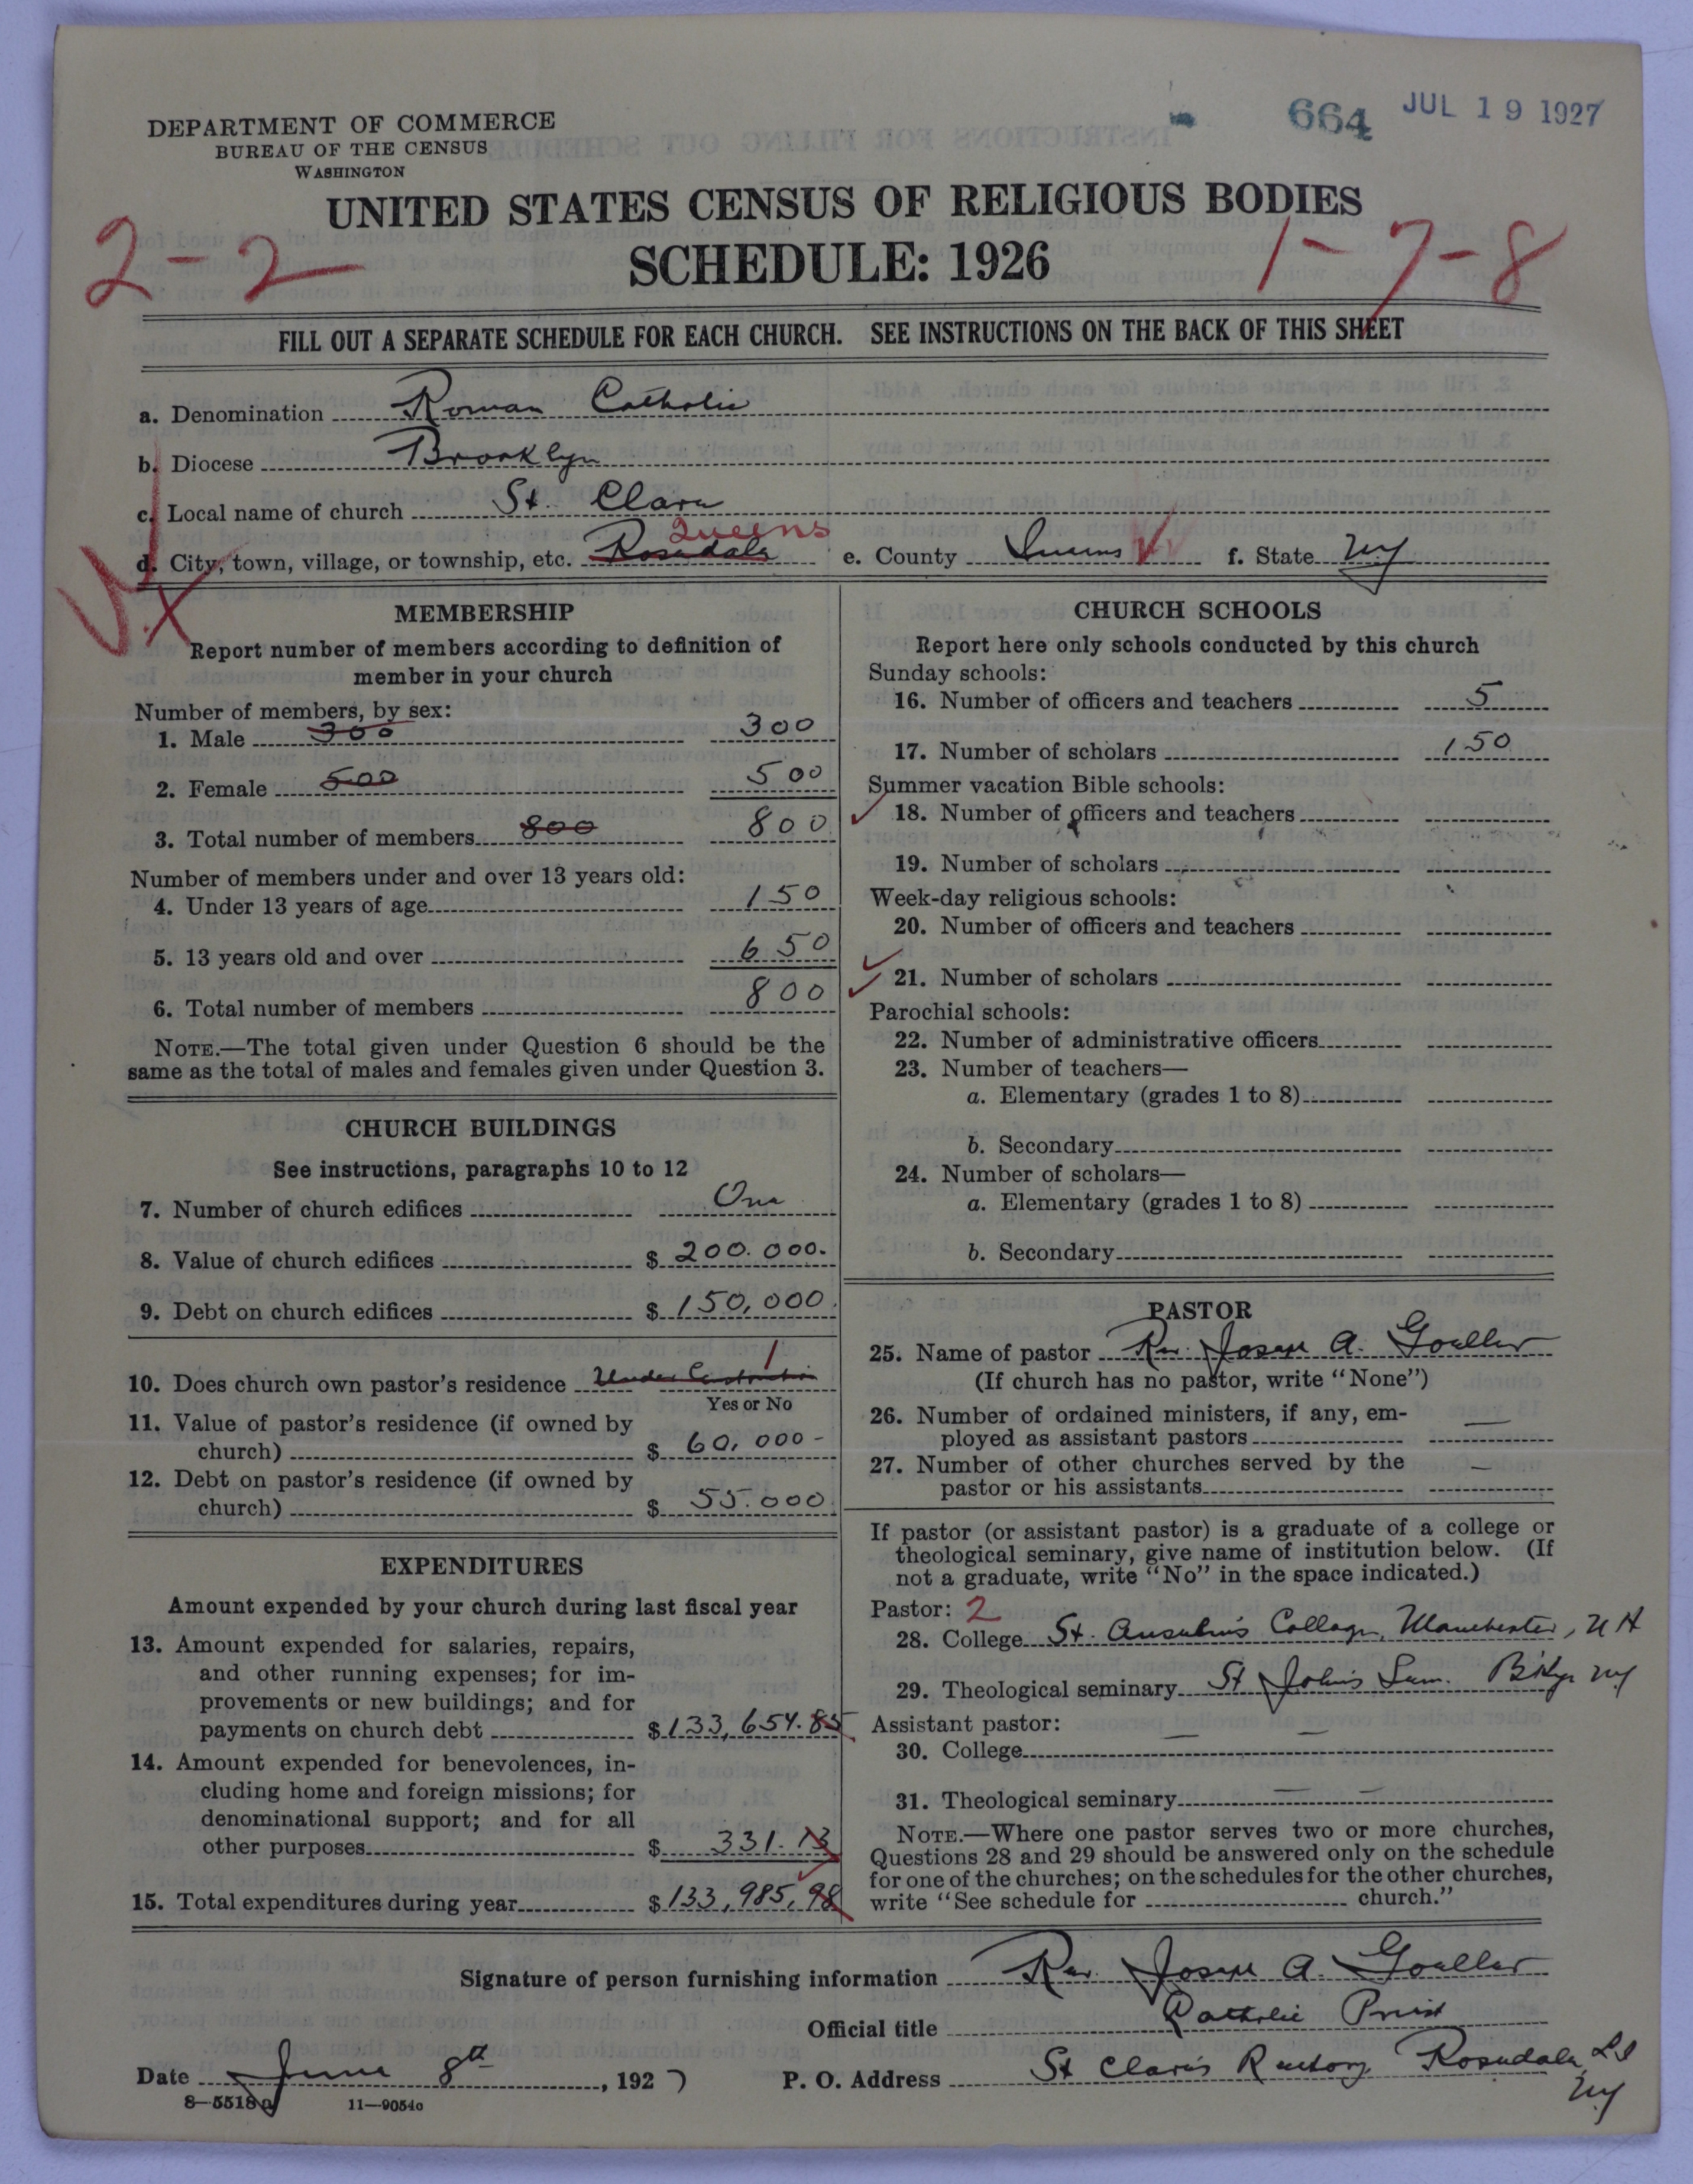 664 JUL 19 1927
DEPARTMENT OF COMMERCE
BUREAU OF THE CENSUS
WASHINGTON
UNITED STATES CENSUS OF RELIGIOUS BODIES
SCHEDULE: 1926
2-2
1-7-8
FILL OUT A SEPARATE SCHEDULE FOR EACH CHURCH. SEE INSTRUCTIONS ON THE BACK OF THIS SHEET
a. Denomination Roman Catholic
b. Diocese Brooklyn
c. Local name of church St. Clare
Queens
d. City, town, village, or township, etc. Rosedale e. County Queens f. State N.Y
MEMBERSHIP
Report number of members according to definition of
member in your church
Number of members, by sex:
1. Male 300 300
2. Female 500 500
3. Total number of members 800 800
Number of members under and over 13 years old:
4. Under 13 years of age 150
5. 13 years old and over 650
6. Total number of members 800
NOTE.—The total given under Question 6 should be the
same as the total of males and females given under Question 3.
CHURCH BUILDINGS
See instructions, paragraphs 10 to 12
7. Number of church edifices One
8. Value of church edifices $ 200.000.
9. Debt on church edifices $ 150,000.
10. Does church own pastor's residence Under Construction 1
Yes or No
11. Value of pastor's residence (if owned by
church) $ 60,000-
12. Debt on pastor's residence (if owned by
church) $ 55.000
EXPENDITURES
Amount expended by your church during last fiscal year
13. Amount expended for salaries, repairs,
and other running expenses; for im-
provements or new buildings; and for
payments on church debt $ 133,654.85
14. Amount expended for benevolences, in-
cluding home and foreign missions; for
denominational support; and for all
other purposes $ 331.13
15. Total expenditures during year $ 133,985,98
CHURCH SCHOOLS
Report here only schools conducted by this church
Sunday schools:
16. Number of officers and teachers 5
17. Number of scholars 150
Summer vacation Bible schools:
18. Number of officers and teachers
19. Number of scholars
Week-day religious schools:
20. Number of officers and teachers
21. Number of scholars
Parochial schools:
22. Number of administrative officers
23. Number of teachers—
a. Elementary (grades 1 to 8)
b. Secondary
24. Number of scholars—
a. Elementary (grades 1 to 8)
b. Secondary
PASTOR
25. Name of pastor Rev. Joseph A. Goeller
(If church has no pastor, write "None")
26. Number of ordained ministers, if any, em-
ployed as assistant pastors —
27. Number of other churches served by the
pastor or his assistants —
If pastor (or assistant pastor) is a graduate of a college or
theological seminary, give name of institution below. (If
not a graduate, write "No" in the space indicated.)
Pastor: 2
28. College St. Anselm's College, Manchester, N H
29. Theological seminary St John's Sem. B'klyn N.Y
Assistant pastor:
30. College — —
31. Theological seminary — —
NOTE.—Where one pastor serves two or more churches,
Questions 28 and 29 should be answered only on the schedule
for one of the churches; on the schedules for the other churches,
write "See schedule for church."
Signature of person furnishing information Rev. Joseph A. Goeller
Official title Catholic Priest
Date June 8th, 1927 P. O. Address St Clare's Rectory Rosedale, L I
N.Y
8—5518a 11—9054a